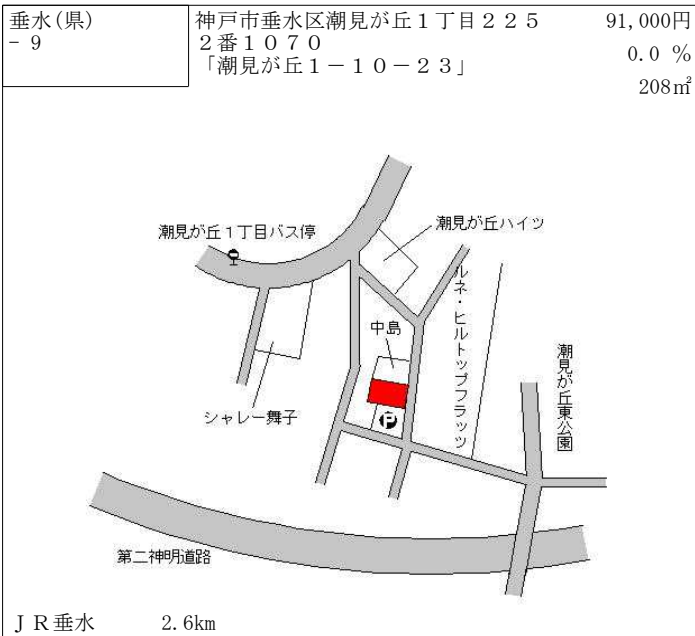 垂水(県)
－９
神戸市垂水区潮見が丘１丁目２２５
２番１０７０
「潮見が丘１－１０－２３」
91,000円
0.0 %
208㎡
潮見が丘１丁目バス停
潮見が丘ハイツ
ルネ・ヒルトップフラッツ
中島
潮見が丘東公園
シャレー舞子
P
第二神明道路
ＪＲ垂水　2.6km